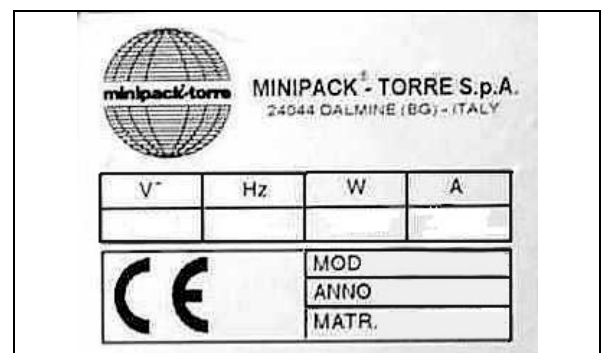 minipack-torre
MINIPACK®- TORRE S.p.A.
24044 DALMINE (BG) - ITALY
V~ Hz W A
CE
MOD
ANNO
MATR.